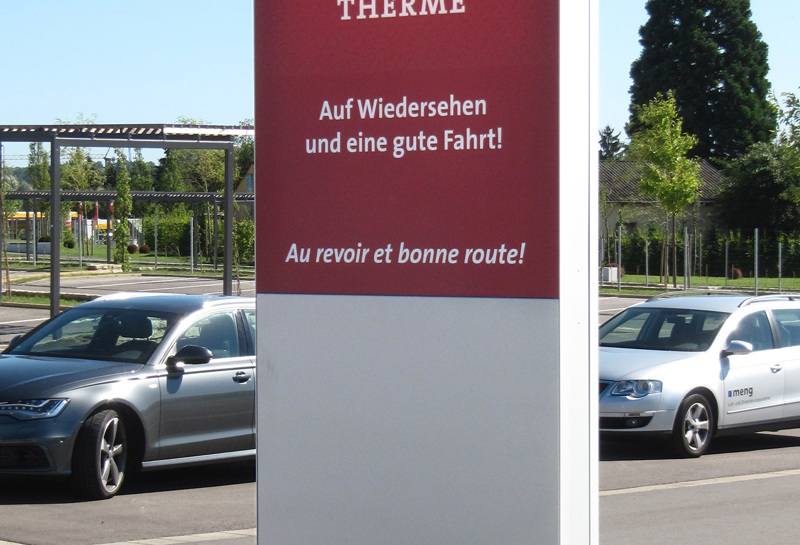 THERME
Auf Wiedersehen
und eine gute Fahrt!
Au revoir et bonne route!
meng